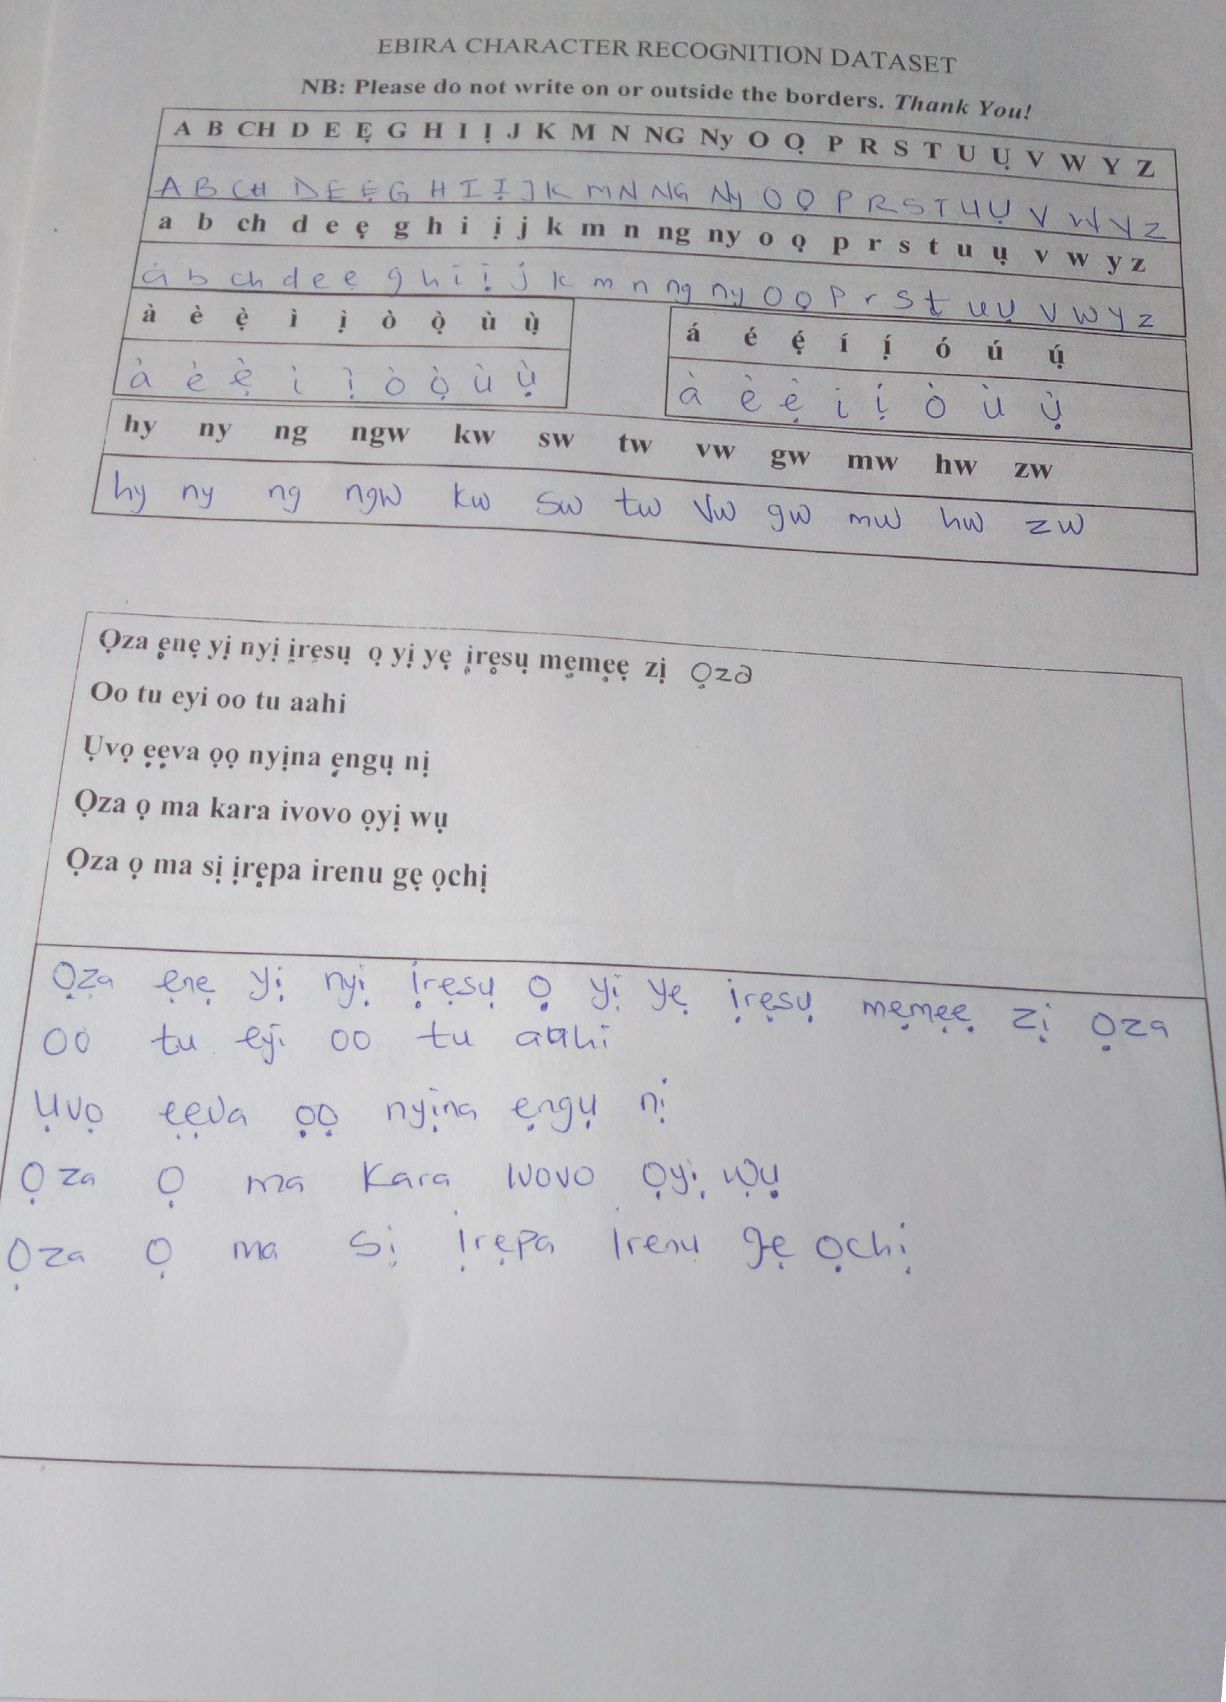 EBIRA CHARACTER RECOGNITION DATASET
NB: Please do not write on or outside the borders. Thank You!
A B CH D E Ẹ G H I Ị J K M N NG Ny O Ọ P R S T U Ụ V W Y Z
A B CH D E Ẹ G H I Ị J K M N NG Ny O Ọ P R S T U Ụ V W Y Z
a b ch d e ẹ g h i ị j k m n ng ny o ọ p r s t u ụ v w y z
a b ch d e ẹ g h i ị j k m n ng ny o ọ p r s t u ụ v w y z
à è ẹ̀ ì ị̀ ò ọ̀ ù ụ̀
à è ẹ̀ ì ị̀ ò ọ̀ ù ụ̀
á é ẹ́ í ị́ ó ú ụ́
à è ẹ̀ i ị́ ò ù ụ̀
hy ny ng ngw kw sw tw vw gw mw hw zw
hy ny ng ngw kw sw tw vw gw mw hw zw
Ọza ẹnẹ yị nyị ịrẹsụ ọ yị yẹ ịrẹsụ mẹmẹẹ zị Ọza
Oo tu eyi oo tu aahi
Ụvọ ẹẹva ọọ nyịna ẹngụ nị
Ọza ọ ma kara ivovo ọyị wụ
Ọza ọ ma sị ịrẹpa irenu gẹ ọchị
Ọẓa ẹnẹ yị nyị ịrẹsụ Ọ yị yẹ ịrẹsụ mẹmẹẹ zị Ọza
OO tu eyi OO tu aahi
Ụvọ ẹẹva ọọ nyịna ẹngụ nị
Ọza Ọ ma Kara IVOVO Ọyị ẉụ
Ọza Ọ ma Sị Irẹpa Irenu gẹ Ọchị